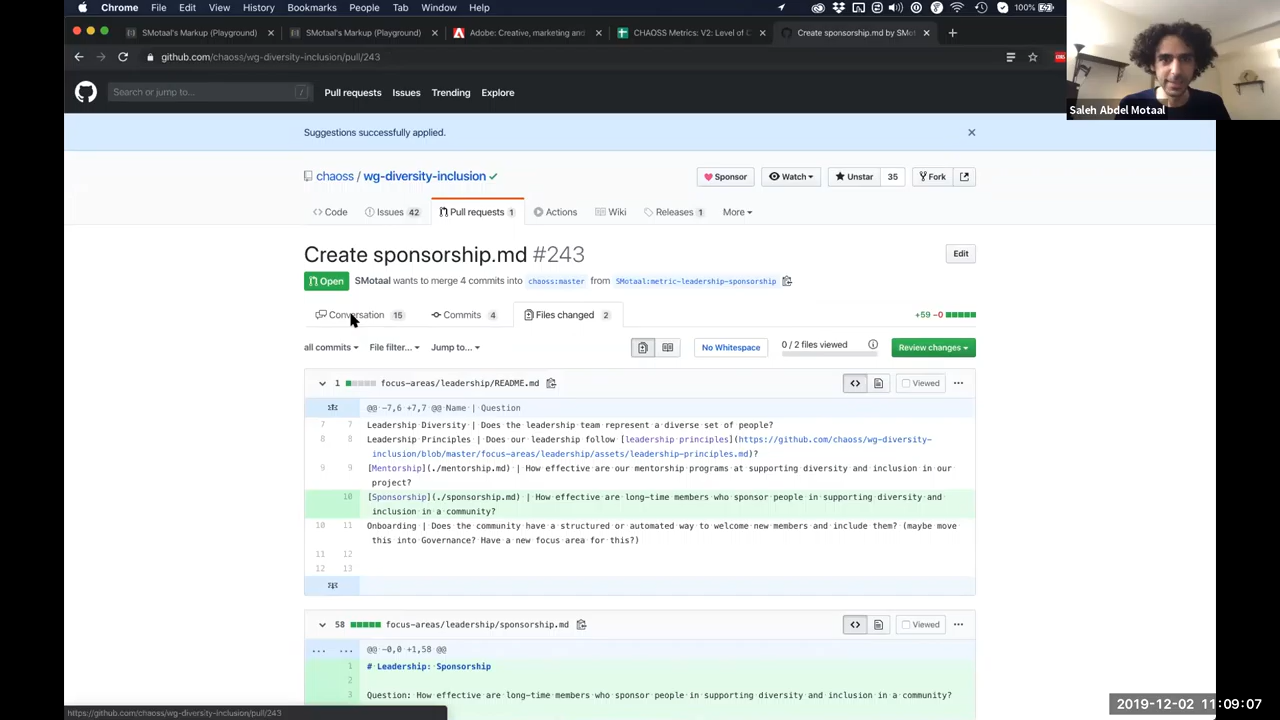 Chrome File Edit View History Bookmarks People Tab Window Help 100%
SMotaal's Markup (Playground) SMotaal's Markup (Playground) Adobe: Creative, marketing and CHAOSS Metrics: V2: Level of D Create sponsorship.md by SMot
github.com/chaoss/wg-diversity-inclusion/pull/243
Search or jump to... / Pull requests Issues Trending Explore
Saleh Abdel Motaal
Suggestions successfully applied.
chaoss / wg-diversity-inclusion Sponsor Watch Unstar 35 Fork
Code Issues 42 Pull requests 1 Actions Wiki Releases 1 More
Create sponsorship.md #243 Edit
Open SMotaal wants to merge 4 commits into chaoss:master from SMotaal:metric-leadership-sponsorship
Conversation 15 Commits 4 Files changed 2 +59 −0
all commits File filter... Jump to... No Whitespace 0 / 2 files viewed Review changes
1 focus-areas/leadership/README.md Viewed
@@ -7,6 +7,7 @@ Name | Question
7 7 Leadership Diversity | Does the leadership team represent a diverse set of people?
8 8 Leadership Principles | Does our leadership follow [leadership principles](https://github.com/chaoss/wg-diversity-
inclusion/blob/master/focus-areas/leadership/assets/leadership-principles.md)?
9 9 [Mentorship](./mentorship.md) | How effective are our mentorship programs at supporting diversity and inclusion in our
project?
10 [Sponsorship](./sponsorship.md) | How effective are long-time members who sponsor people in supporting diversity and
inclusion in a community?
10 11 Onboarding | Does the community have a structured or automated way to welcome new members and include them? (maybe move
this into Governance? Have a new focus area for this?)
11 12
12 13
58 focus-areas/leadership/sponsorship.md Viewed
... ... @@ -0,0 +1,58 @@
1 # Leadership: Sponsorship
2
3 Question: How effective are long-time members who sponsor people in supporting diversity and inclusion in a community?
https://github.com/chaoss/wg-diversity-inclusion/pull/243
2019-12-02 11:09:07